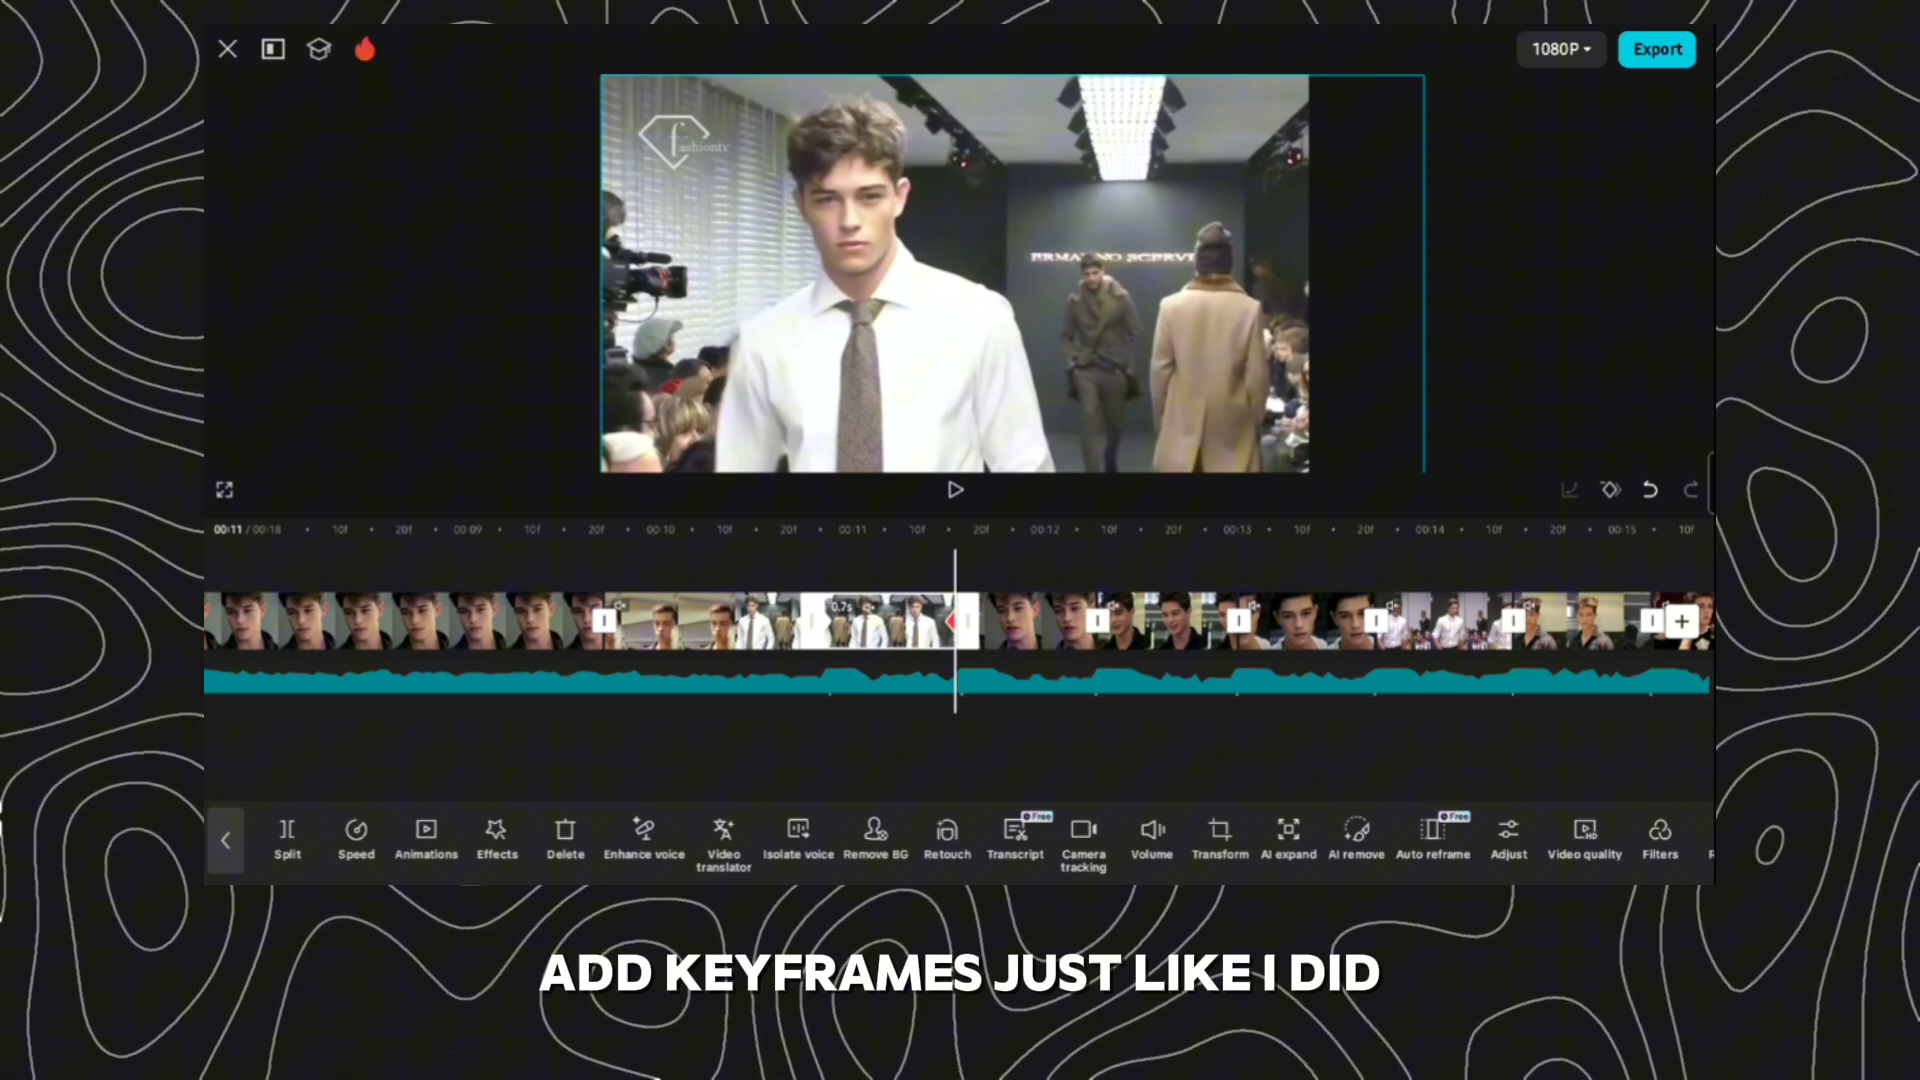 1080P
Export
fashiontv
00:11 / 00:18
10f
20f
00:09
10f
20f
00:10
10f
20f
00:11
10f
20f
00:12
10f
20f
00:13
10f
20f
00:14
10f
20f
00:15
10f
0.7s
Free
Free
Split
Speed
Animations
Effects
Delete
Enhance voice
Video
translator
Isolate voice
Remove BG
Retouch
Transcript
Camera
tracking
Volume
Transform
AI expand
AI remove
Auto reframe
Adjust
HD
Video quality
Filters
ADD KEYFRAMES JUST LIKE I DID